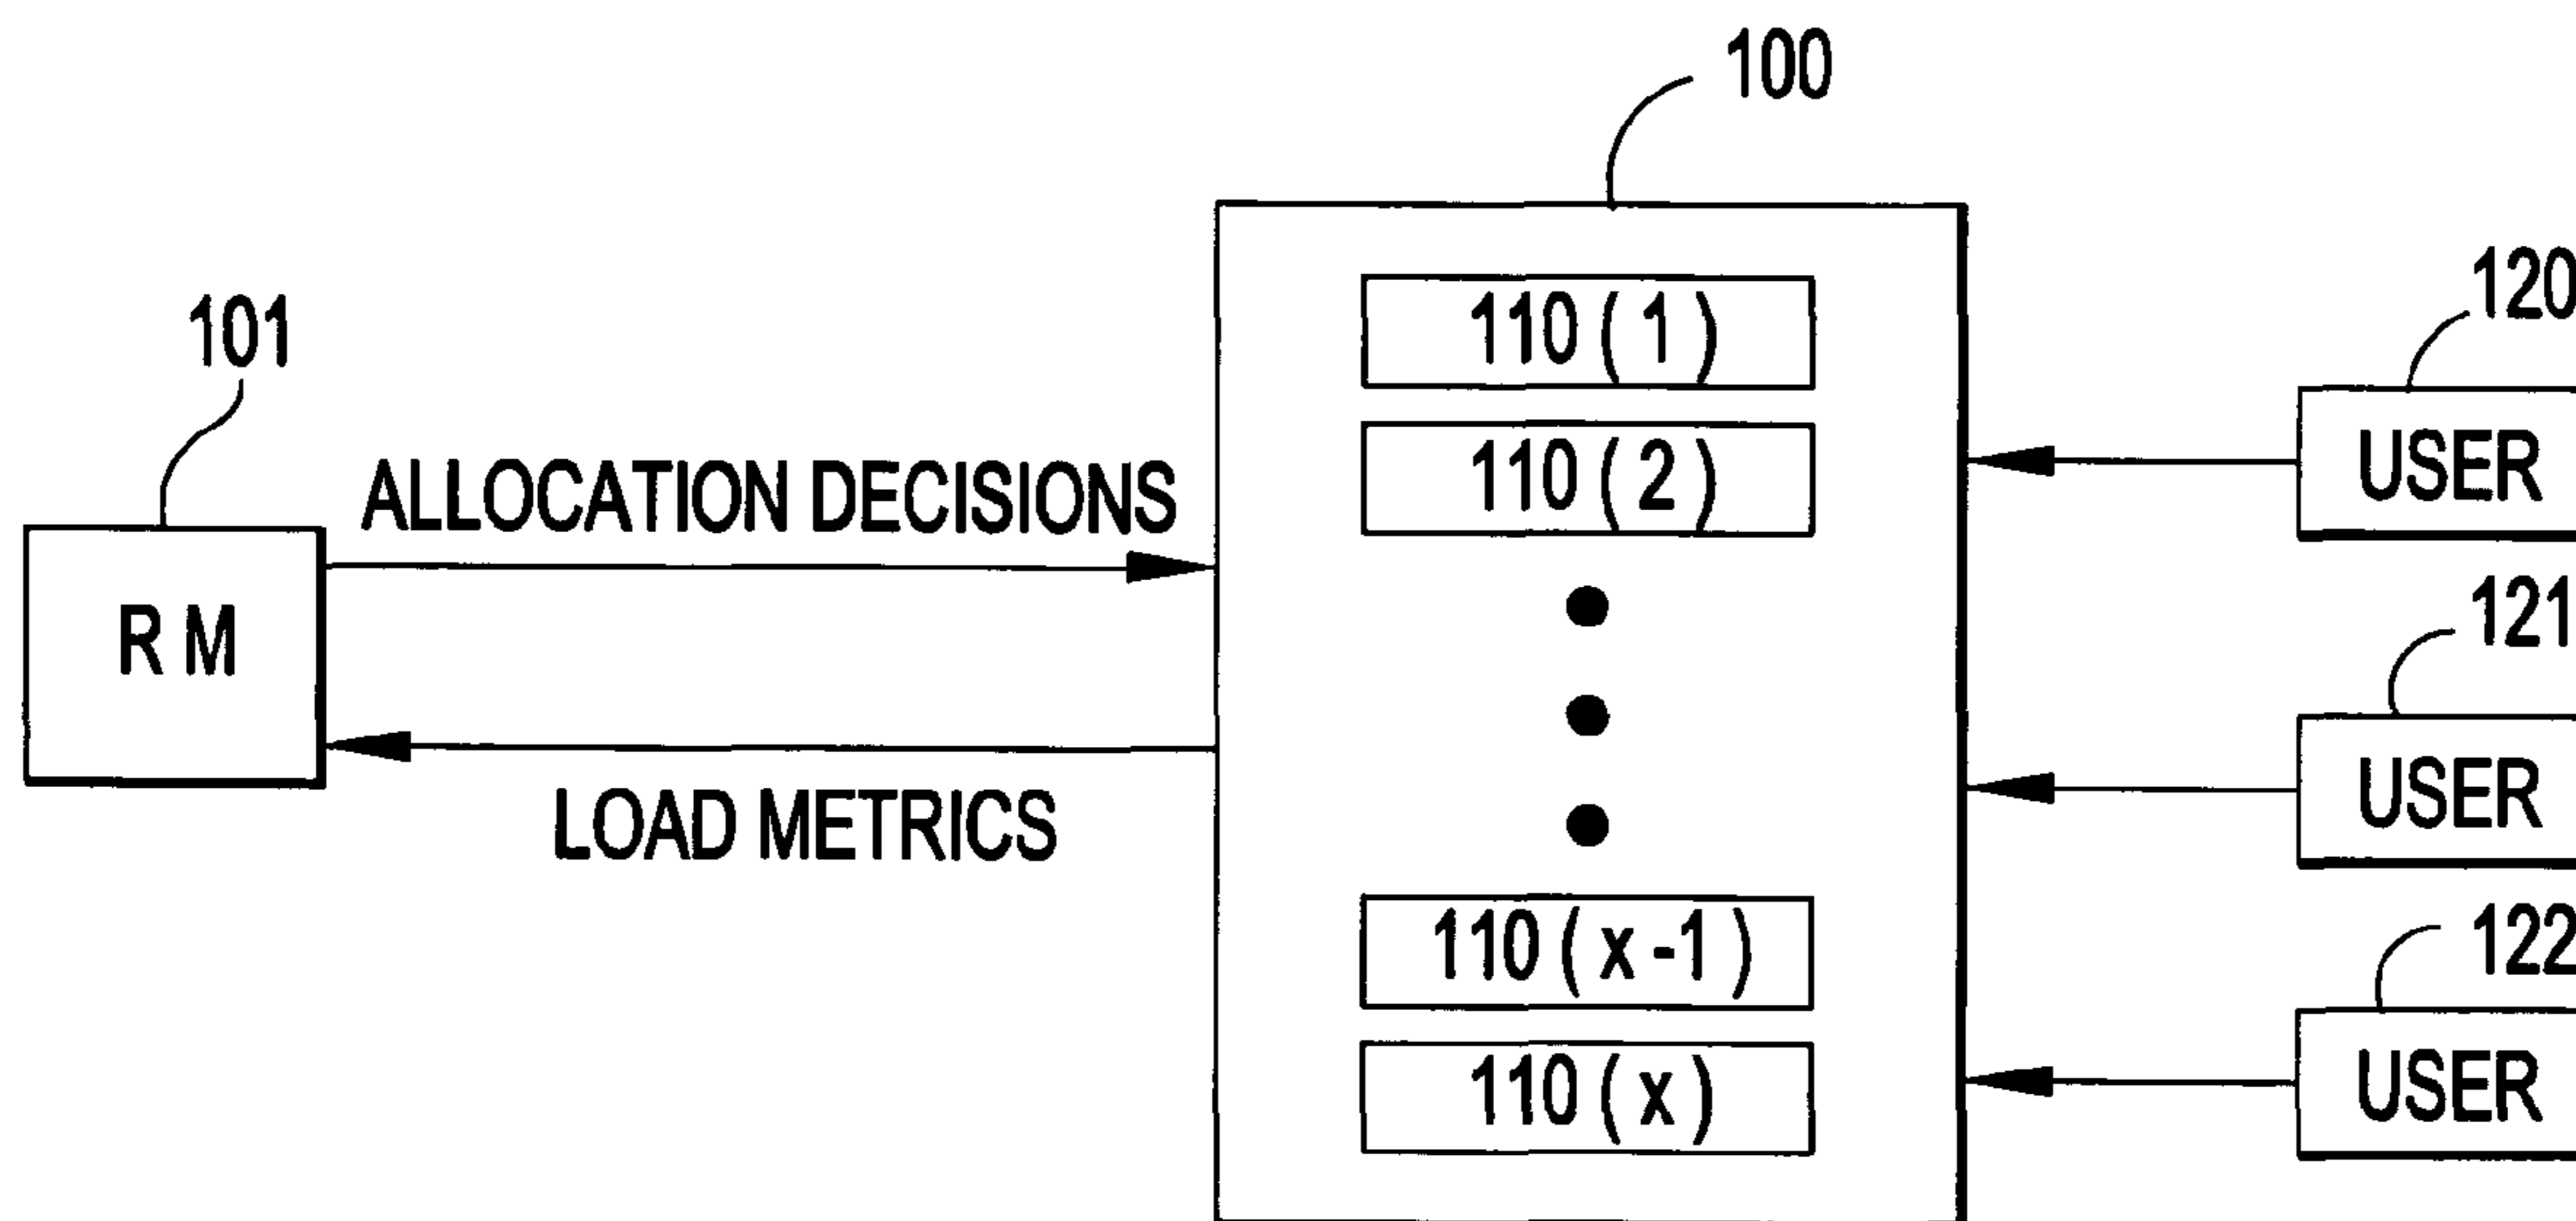 100
101
ALLOCATION DECISIONS
R M
LOAD METRICS
110 ( 1 )
110 ( 2 )
110 ( x -1 )
110 ( x )
120
USER
121
USER
122
USER